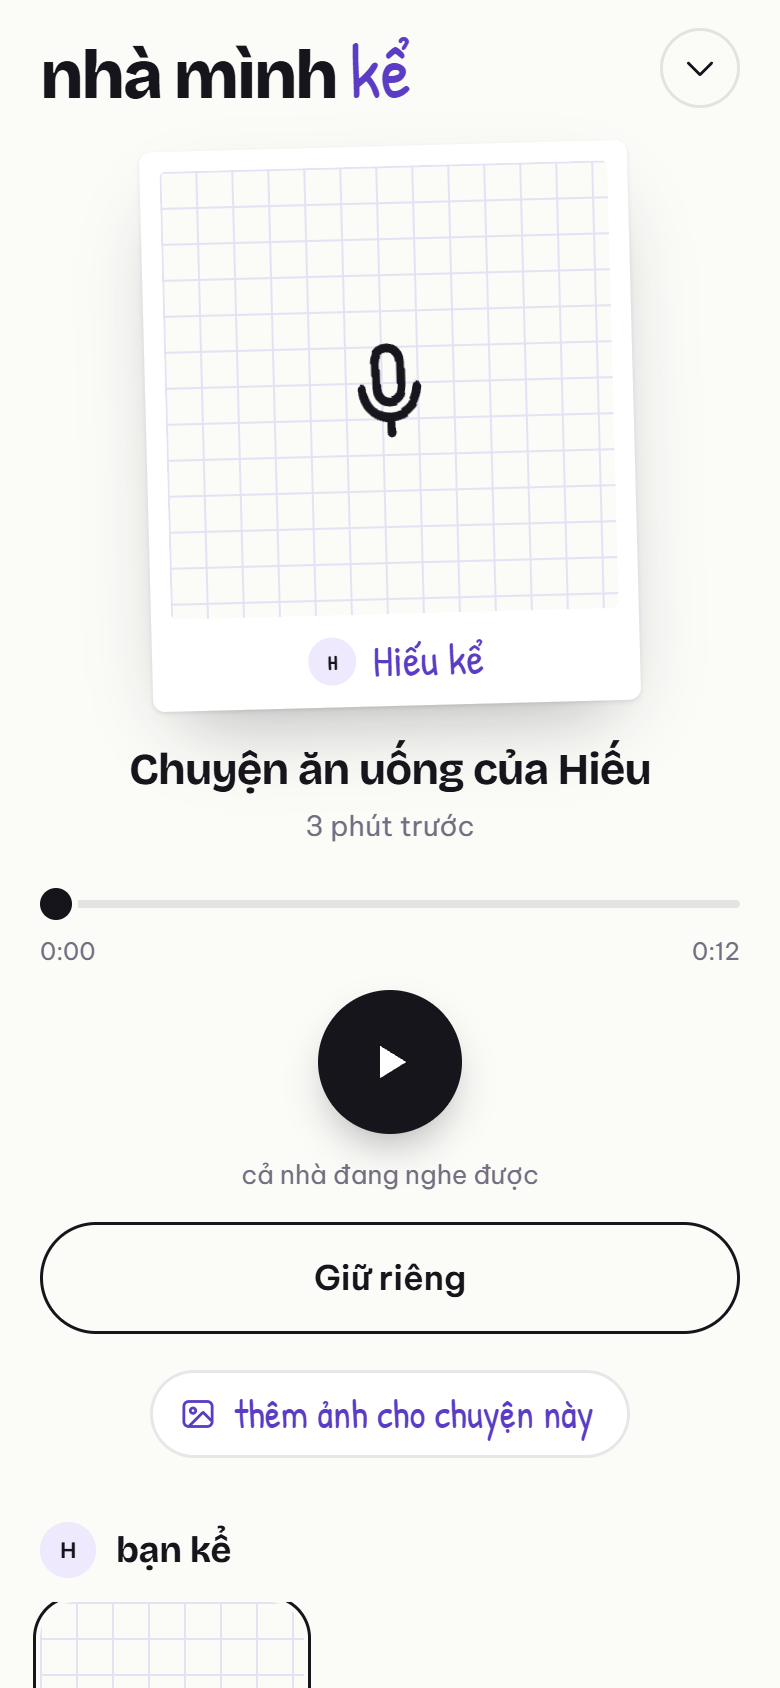 nhà mình kể
H Hiếu kể
Chuyện ăn uống của Hiếu
3 phút trước
0:00 0:12
cả nhà đang nghe được
Giữ riêng
thêm ảnh cho chuyện này
H bạn kể